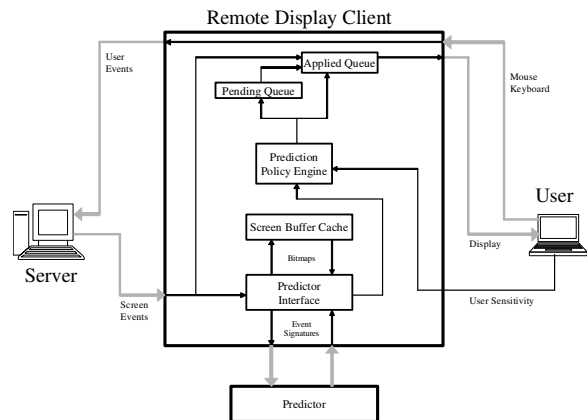 Remote Display Client
User
Events
Applied Queue
Pending Queue
Mouse
Keyboard
Prediction
Policy Engine
User
Screen Buffer Cache
Display
Bitmaps
Server
Predictor
Interface
User Sensitivity
Screen
Events
Event
Signatures
Predictor